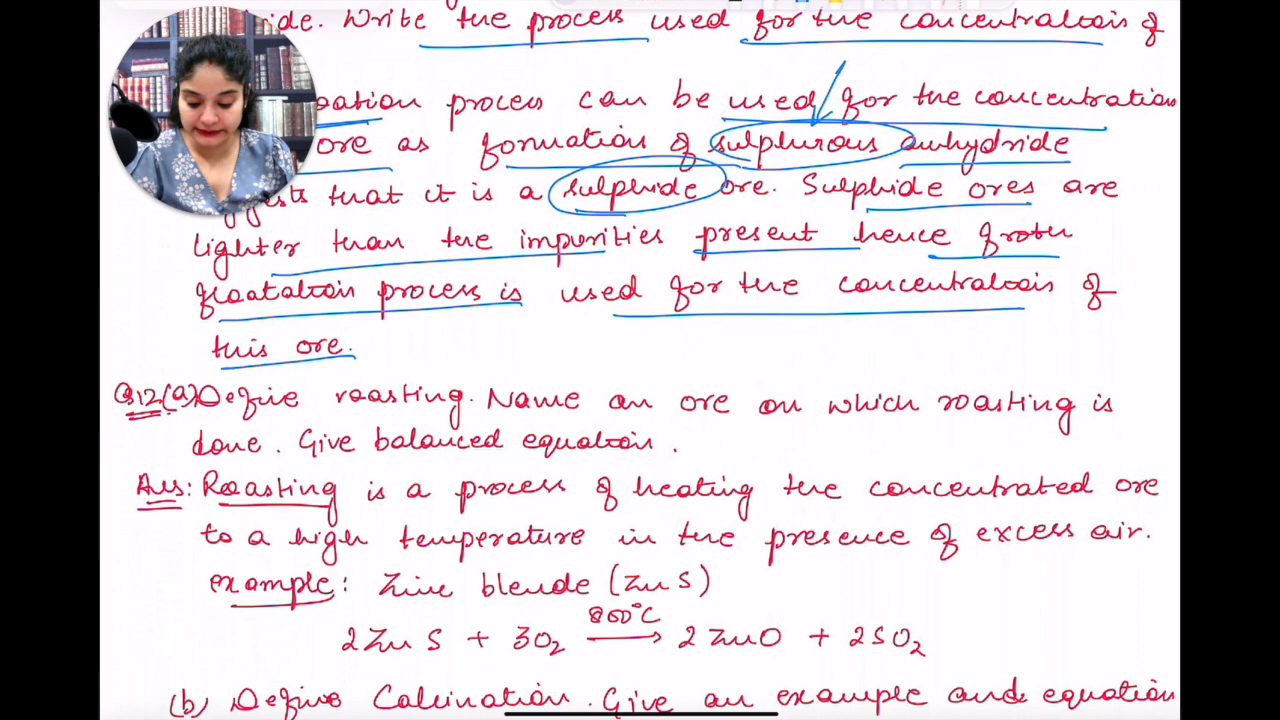 ide. Write the process used for the concentration of
ation process can be used for the concentration
ore as formation of sulphurous anhydride
ests that it is a sulphide ore. Sulphide ores are
lighter than the impurities present hence froth
floatation process is used for the concentration of
this ore.
Q12(a) Define roasting. Name an ore on which roasting is
done. Give balanced equation.
Ans: Roasting is a process of heating the concentrated ore
to a high temperature in the presence of excess air.
example: Zinc blende (ZnS)
800°C
2ZnS + 3O₂ → 2ZnO + 2SO₂
(b) Define Calcination. Give an example and equation